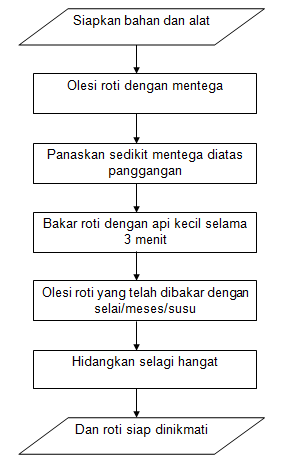 Siapkan bahan dan alat
Olesi roti dengan mentega
Panaskan sedikit mentega diatas
panggangan
Bakar roti dengan api kecil selama
3 menit
Olesi roti yang telah dibakar dengan
selai/meses/susu
Hidangkan selagi hangat
Dan roti siap dinikmati